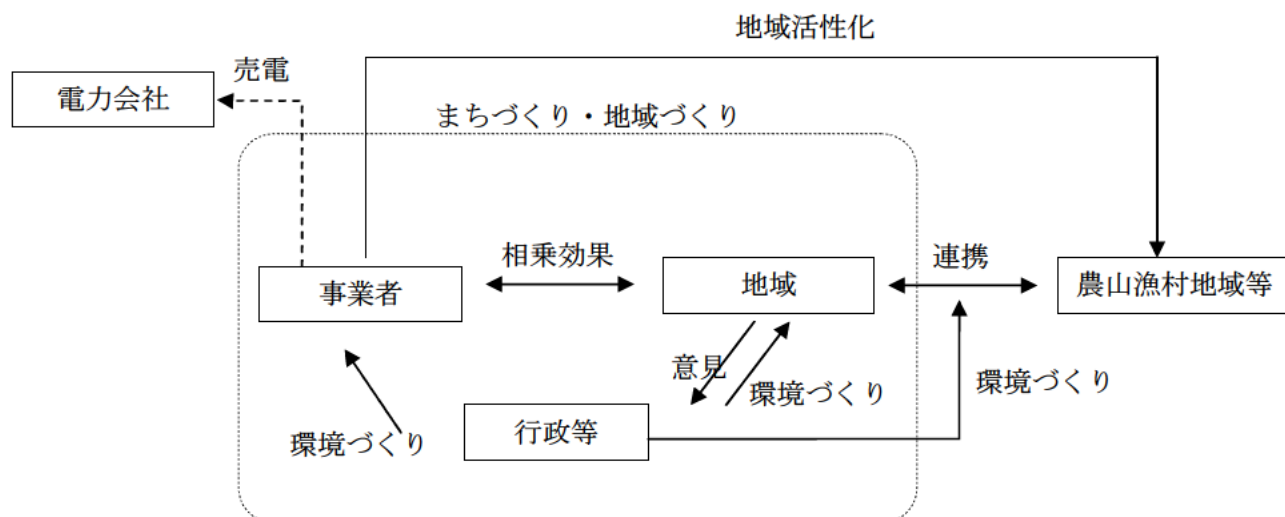 地域活性化
売電
電力会社
まちづくり・地域づくり
相乗効果
連携
事業者
地域
農山漁村地域等
意見
環境づくり
環境づくり
環境づくり
行政等